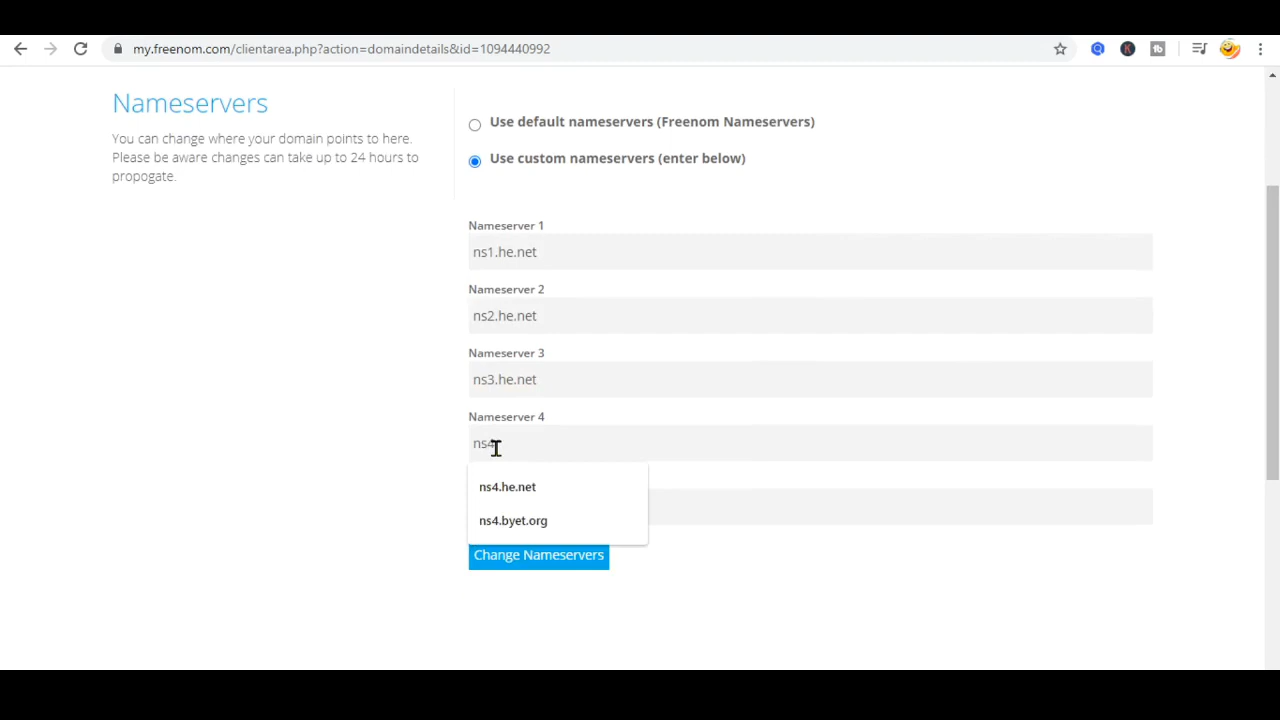 my.freenom.com/clientarea.php?action=domaindetails&id=1094440992
Nameservers
You can change where your domain points to here.
Please be aware changes can take up to 24 hours to
propogate.
Use default nameservers (Freenom Nameservers)
Use custom nameservers (enter below)
Nameserver 1
ns1.he.net
Nameserver 2
ns2.he.net
Nameserver 3
ns3.he.net
Nameserver 4
ns4
ns4.he.net
ns4.byet.org
Change Nameservers